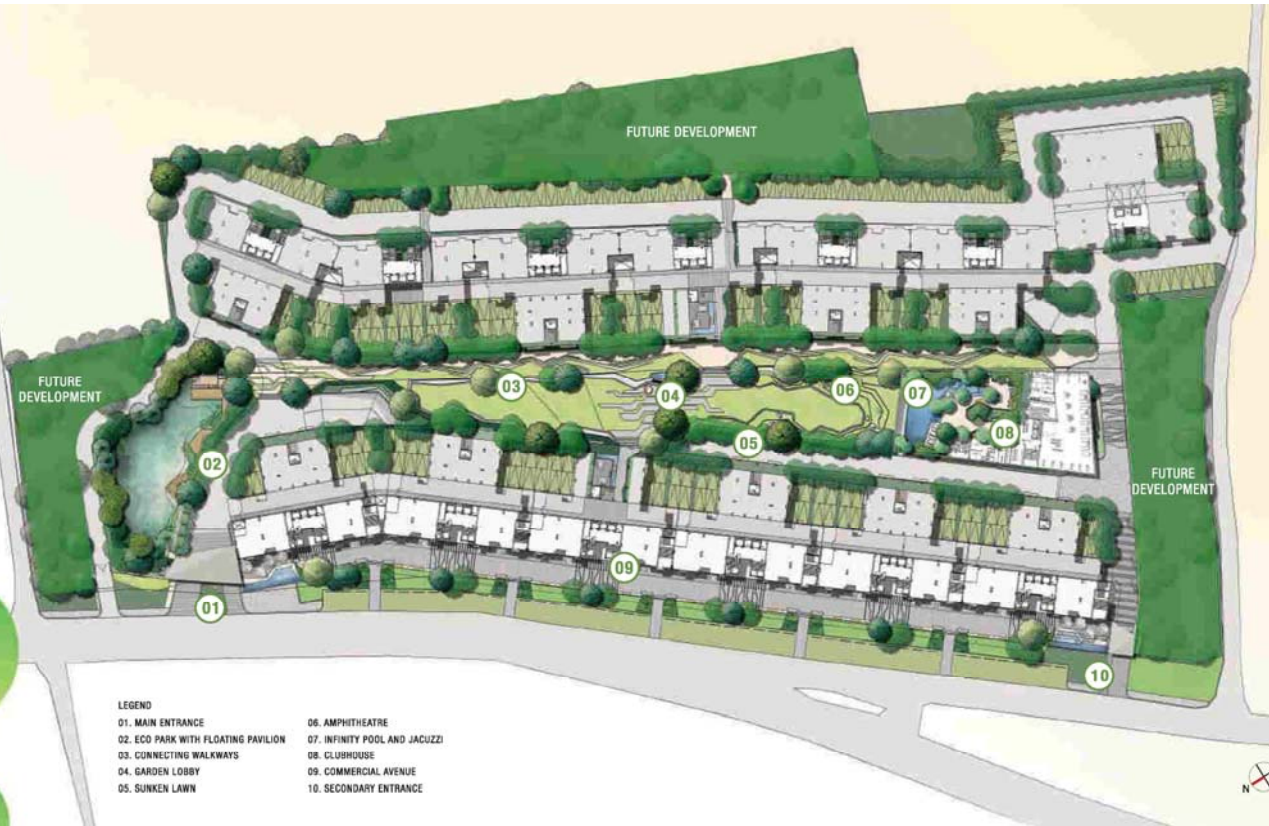 FUTURE DEVELOPMENT
FUTURE
DEVELOPMENT
03
04
06
07
08
05
02
FUTURE
DEVELOPMENT
09
01
10
LEGEND
01. MAIN ENTRANCE
02. ECO PARK WITH FLOATING PAVILION
03. CONNECTING WALKWAYS
04. GARDEN LOBBY
05. SUNKEN LAWN
06. AMPHITHEATRE
07. INFINITY POOL AND JACUZZI
08. CLUBHOUSE
09. COMMERCIAL AVENUE
10. SECONDARY ENTRANCE
N